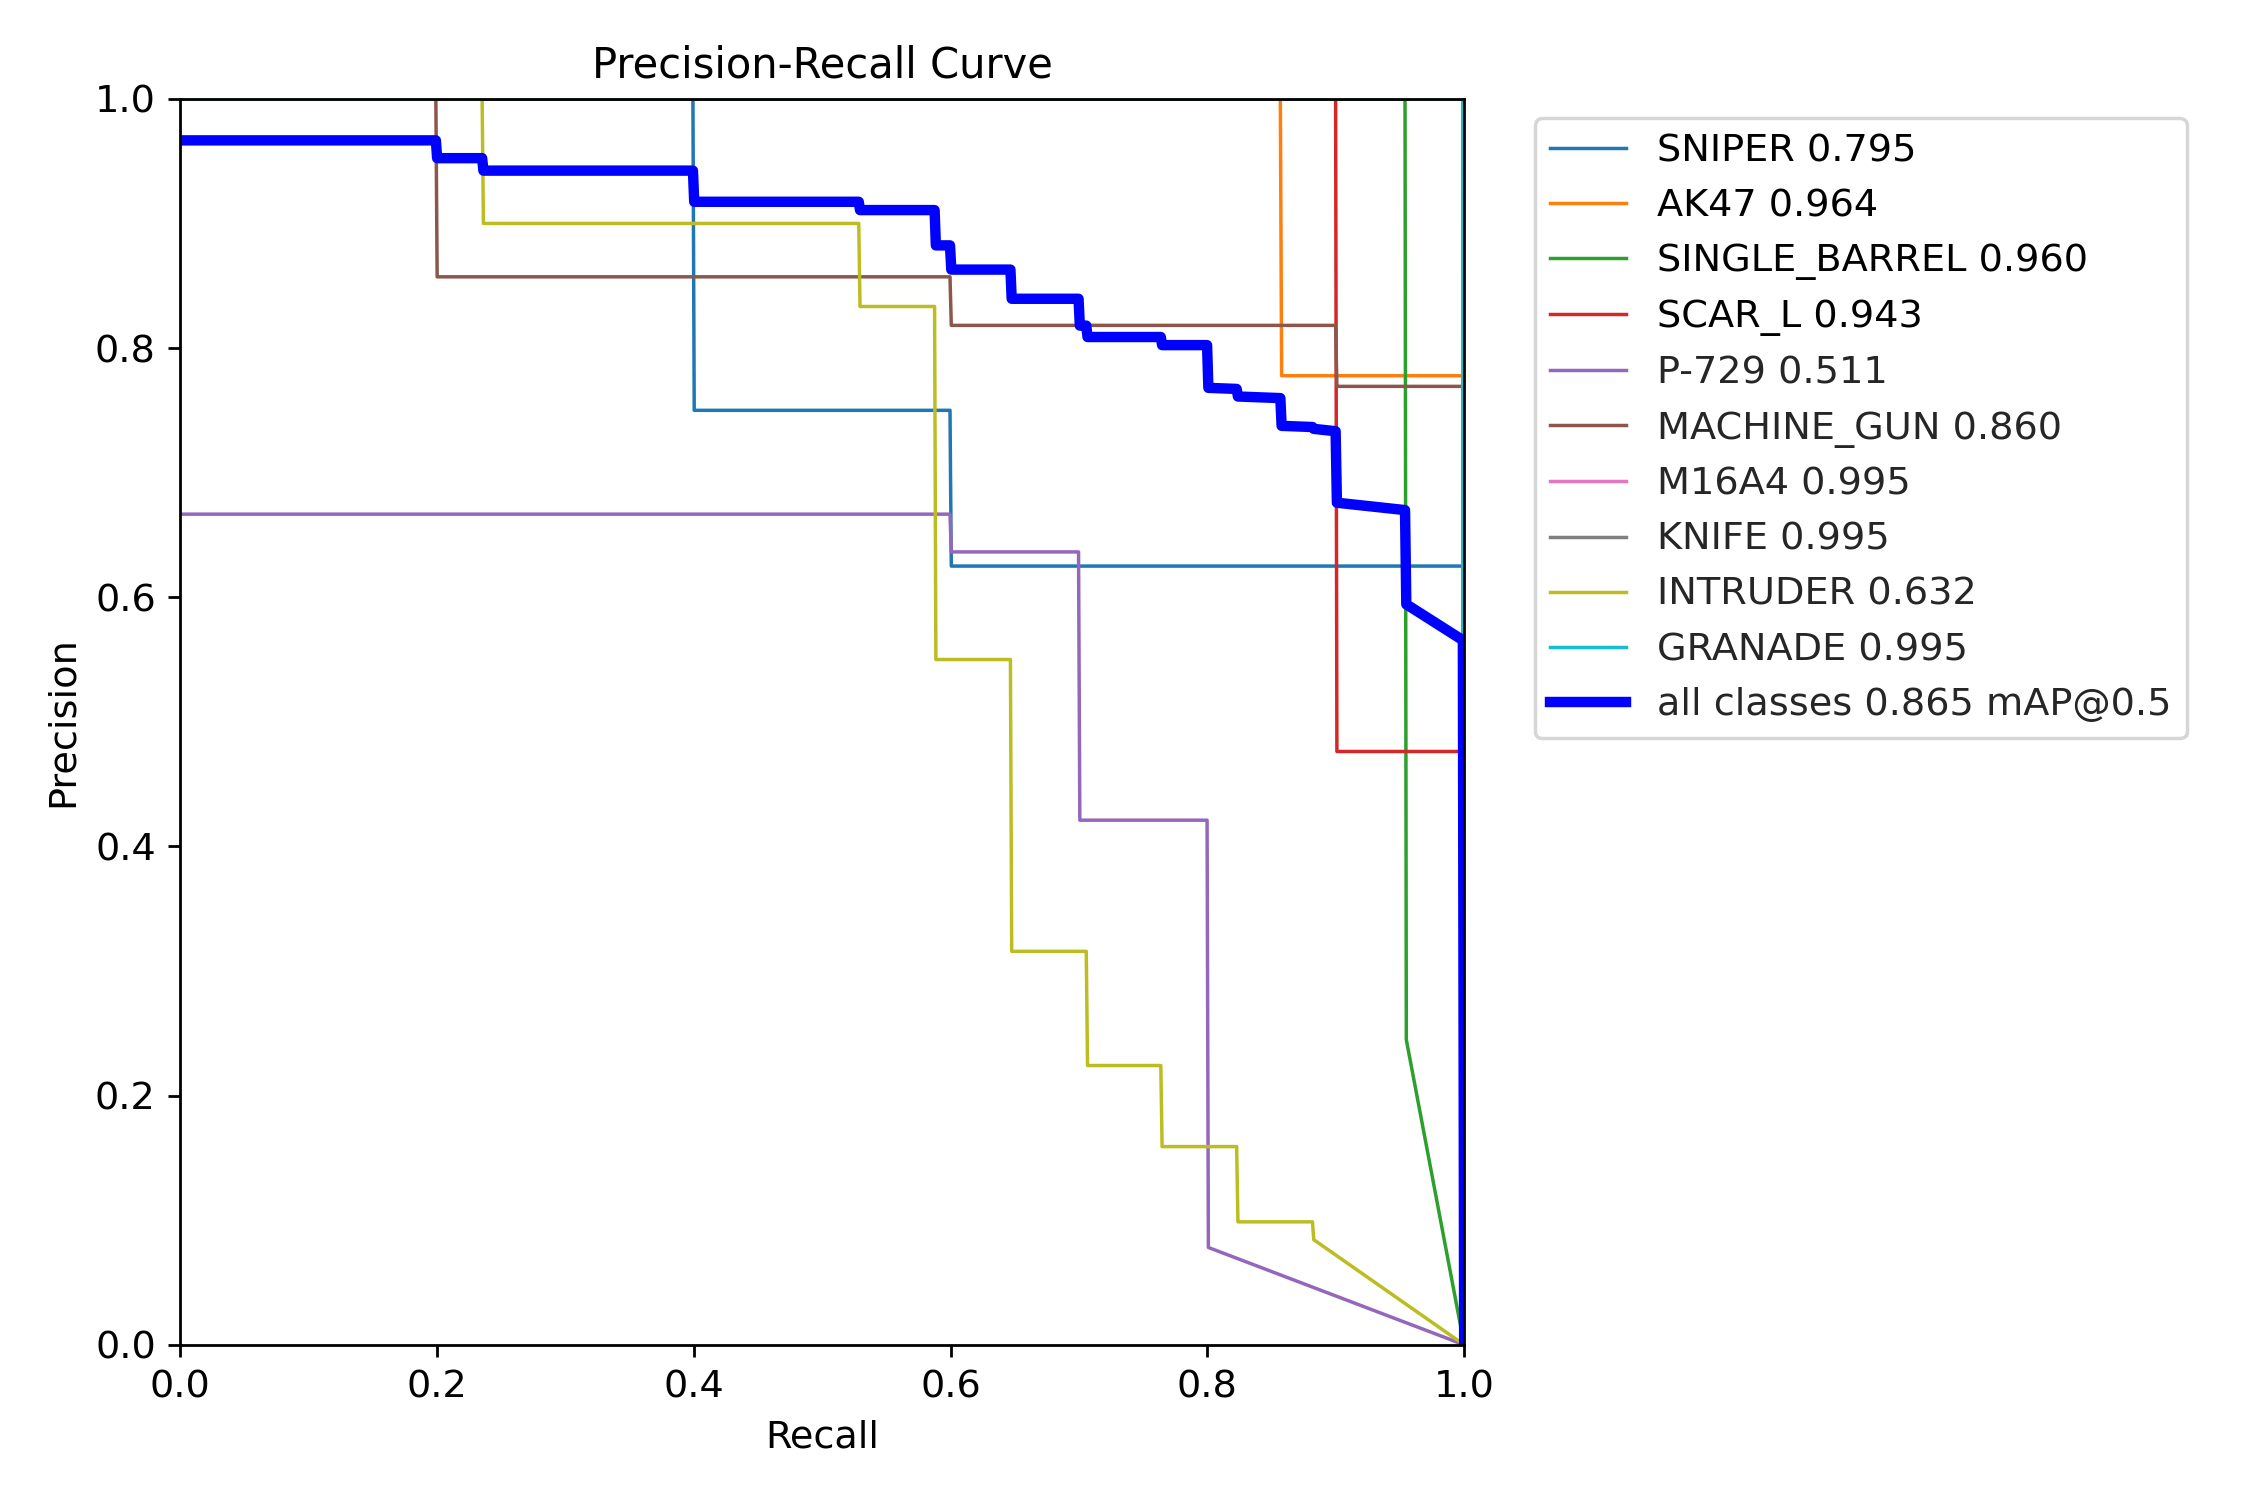 Precision-Recall Curve
1.0
0.8
0.6
0.4
0.2
0.0
Precision
0.0 0.2 0.4 0.6 0.8 1.0
Recall
SNIPER 0.795
AK47 0.964
SINGLE_BARREL 0.960
SCAR_L 0.943
P-729 0.511
MACHINE_GUN 0.860
M16A4 0.995
KNIFE 0.995
INTRUDER 0.632
GRANADE 0.995
all classes 0.865 mAP@0.5